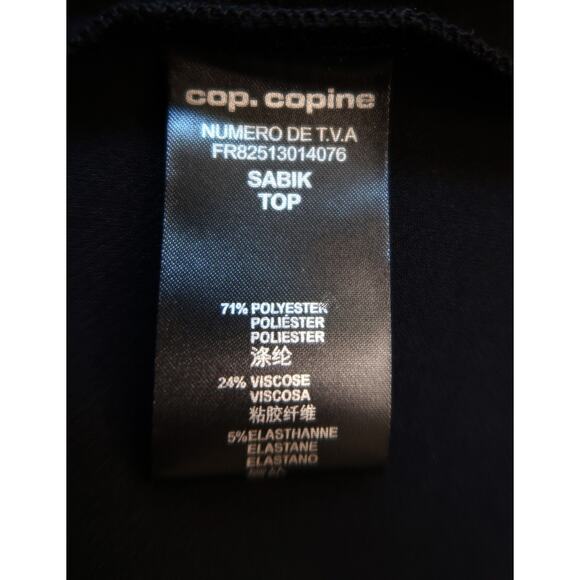 cop. copine
NUMERO DE T.V.A
FR82513014076
SABIK
TOP
71% POLYESTER
POLIÉSTER
POLIESTER
涤纶
24% VISCOSE
VISCOSA
粘胶纤维
5% ELASTHANNE
ELASTANE
ELASTANO